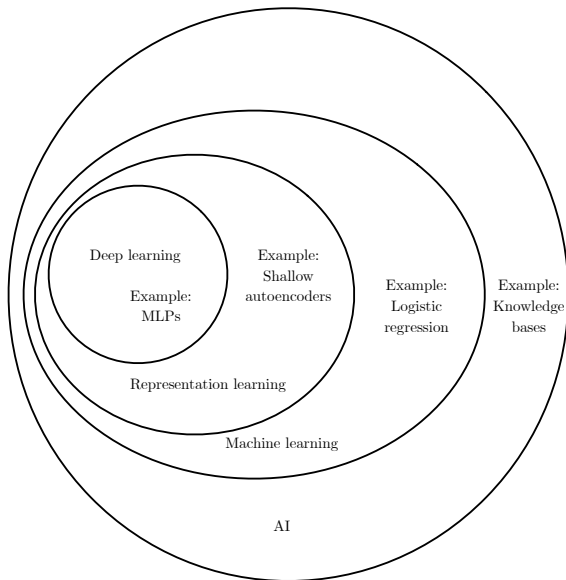 Deep learning
Example:
MLPs
Example:
Shallow
autoencoders
Example:
Logistic
regression
Example:
Knowledge
bases
Representation learning
Machine learning
AI